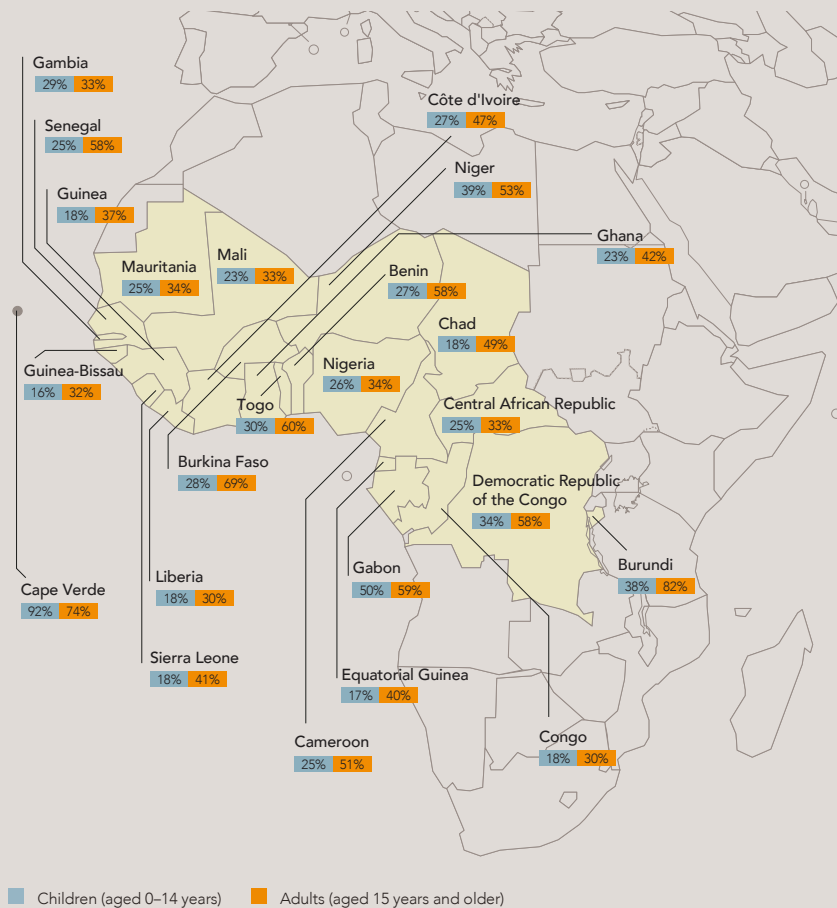 Gambia
29% 33%
Côte d'Ivoire
27% 47%
Senegal
25% 58%
Niger
39% 53%
Guinea
18% 37%
Ghana
23% 42%
Mali
23% 33%
Mauritania
25% 34%
Benin
27% 58%
Chad
18% 49%
Guinea-Bissau
16% 32%
Nigeria
26% 34%
Togo
30% 60%
Central African Republic
25% 33%
Burkina Faso
28% 69%
Democratic Republic
of the Congo
34% 58%
Burundi
38% 82%
Gabon
50% 59%
Liberia
18% 30%
Cape Verde
92% 74%
Sierra Leone
18% 41%
Equatorial Guinea
17% 40%
Cameroon
25% 51%
Congo
18% 30%
Children (aged 0–14 years) Adults (aged 15 years and older)